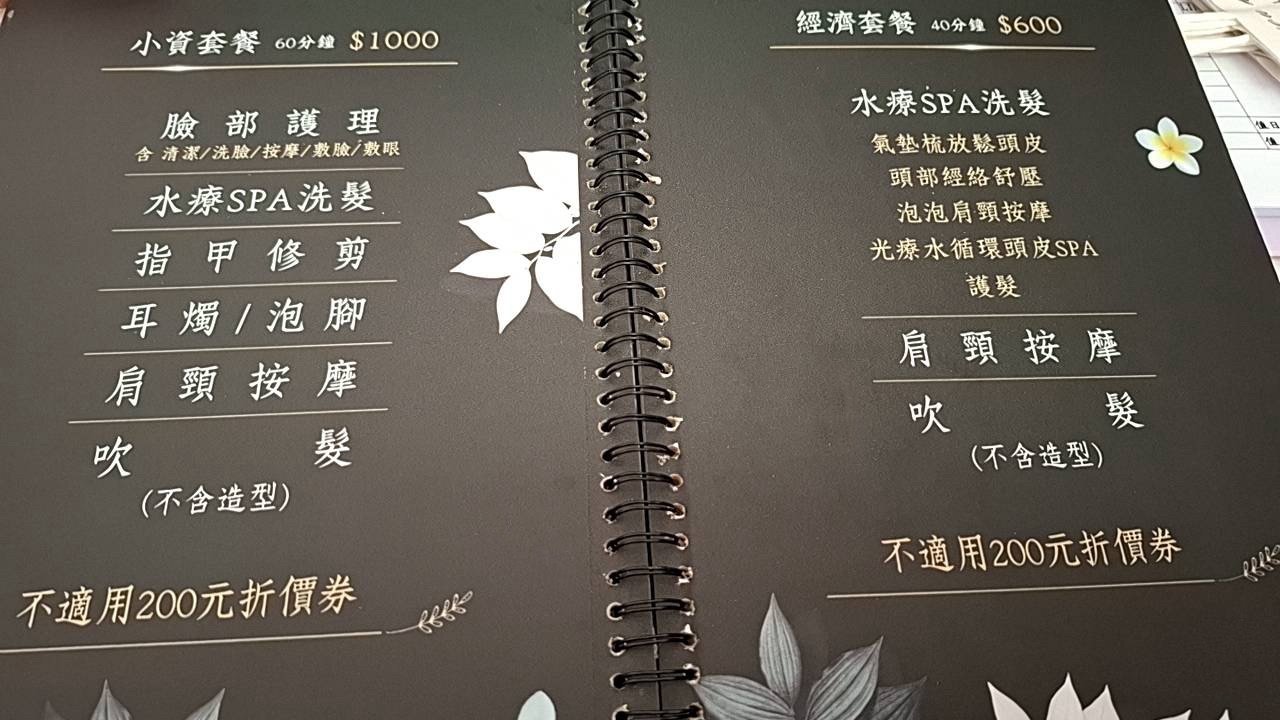 小資套餐 60分鐘 $1000
臉部護理
含 清潔/洗臉/按摩/敷臉/敷眼
水療SPA洗髮
指甲修剪
耳燭/泡腳
肩頸按摩
吹髮
(不含造型)
不適用200元折價券
經濟套餐 40分鐘 $600
水療SPA洗髮
氣墊梳放鬆頭皮
頭部經絡舒壓
泡泡肩頸按摩
光療水循環頭皮SPA
護髮
肩頸按摩
吹髮
(不含造型)
不適用200元折價券